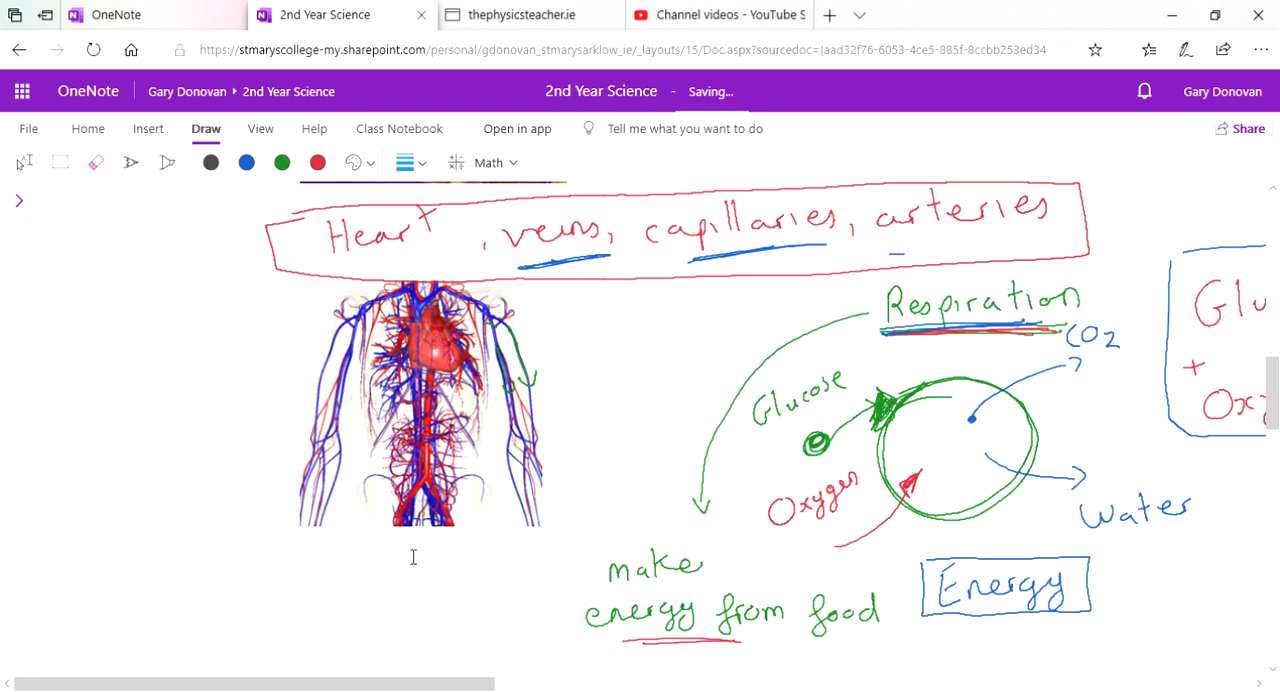 OneNote
2nd Year Science
thephysicsteacher.ie
Channel videos - YouTube S
https://stmaryscollege-my.sharepoint.com/personal/gdonovan_stmarysarklow_ie/_layouts/15/Doc.aspx?sourcedoc={aad32f76-6053-4ce5-885f-8ccbb253ed34
OneNote
Gary Donovan
2nd Year Science
2nd Year Science - Saving...
Gary Donovan
File Home Insert Draw View Help Class Notebook Open in app Tell me what you want to do Share
Math
Heart, veins, capillaries, arteries
Respiration
CO2
Glucose
Oxygen
Water
make
energy from food
Energy
Glu
+
Oxy